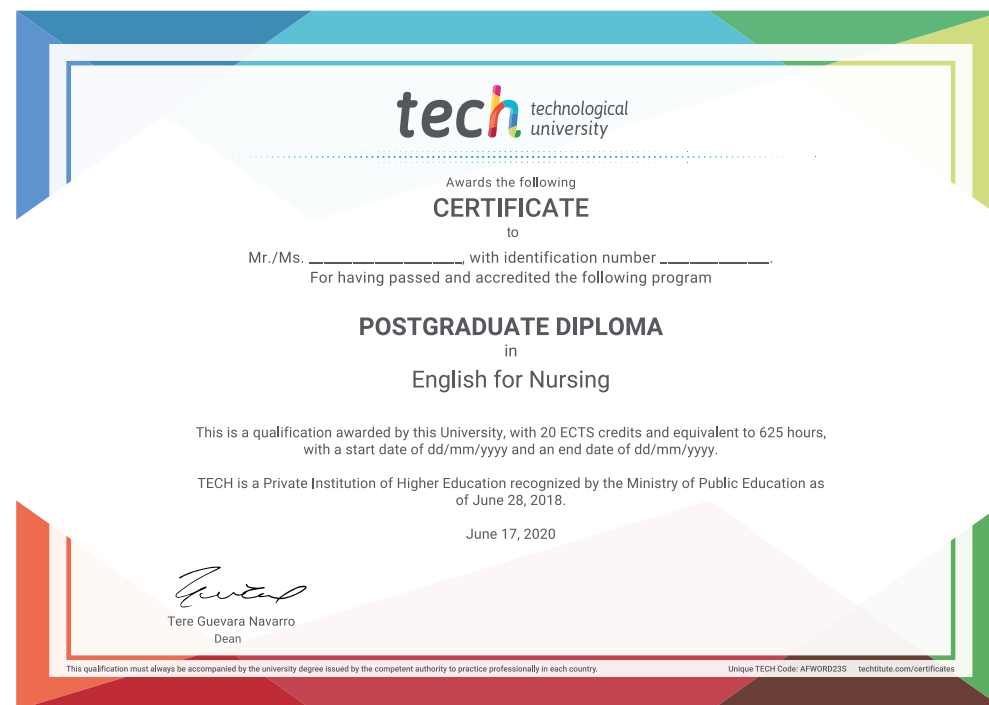 tech technological
university
Awards the following
CERTIFICATE
to
Mr./Ms. ____________________, with identification number ______________.
For having passed and accredited the following program
POSTGRADUATE DIPLOMA
in
English for Nursing
This is a qualification awarded by this University, with 20 ECTS credits and equivalent to 625 hours,
with a start date of dd/mm/yyyy and an end date of dd/mm/yyyy.
TECH is a Private Institution of Higher Education recognized by the Ministry of Public Education as
of June 28, 2018.
June 17, 2020
Tere Guevara Navarro
Dean
This qualification must always be accompanied by the university degree issued by the competent authority to practice professionally in each country. Unique TECH Code: AFWORD23S techtitute.com/certificates